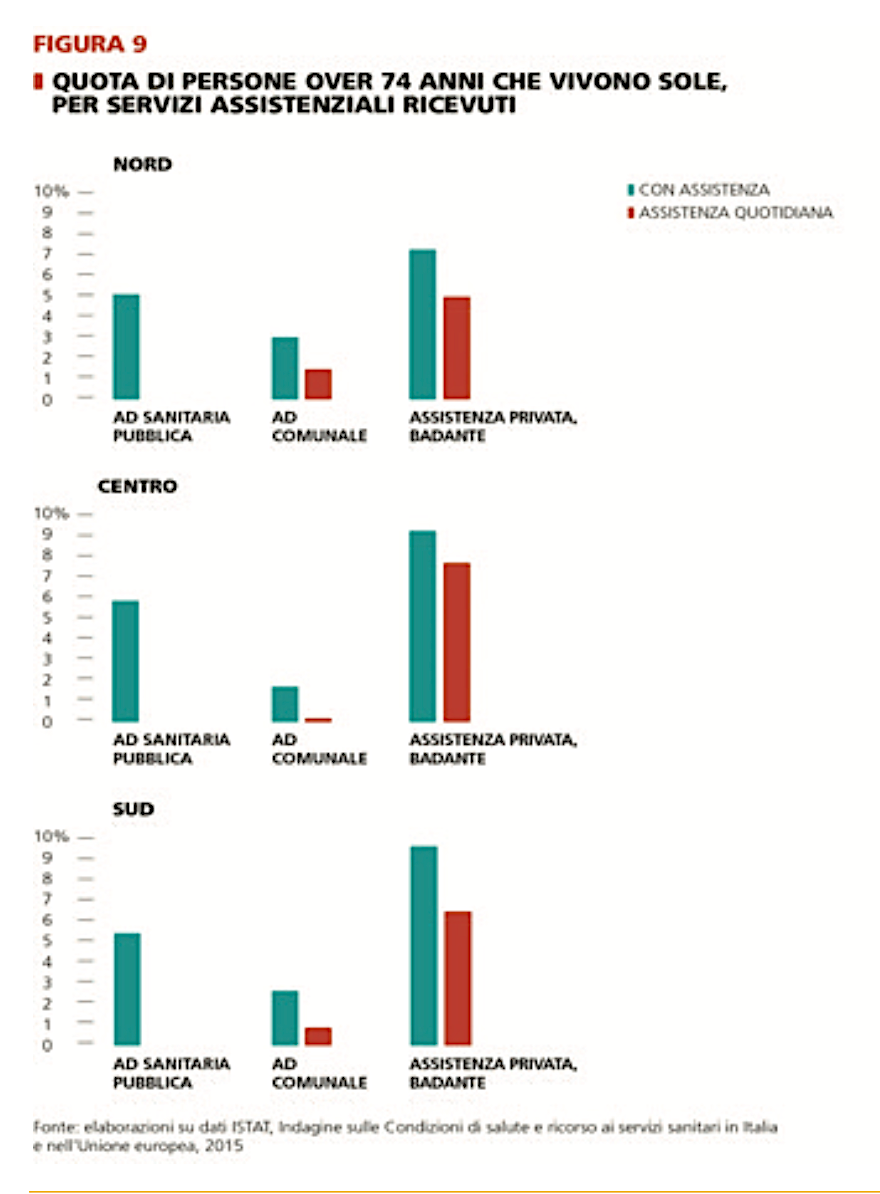 FIGURA 9
QUOTA DI PERSONE OVER 74 ANNI CHE VIVONO SOLE,
PER SERVIZI ASSISTENZIALI RICEVUTI
NORD
CON ASSISTENZA
ASSISTENZA QUOTIDIANA
10%
9
8
7
6
5
4
3
2
1
0
AD SANITARIA
PUBBLICA
AD
COMUNALE
ASSISTENZA PRIVATA,
BADANTE
CENTRO
10%
9
8
7
6
5
4
3
2
1
0
AD SANITARIA
PUBBLICA
AD
COMUNALE
ASSISTENZA PRIVATA,
BADANTE
SUD
10%
9
8
7
6
5
4
3
2
1
0
AD SANITARIA
PUBBLICA
AD
COMUNALE
ASSISTENZA PRIVATA,
BADANTE
Fonte: elaborazioni su dati ISTAT, Indagine sulle Condizioni di salute e ricorso ai servizi sanitari in Italia
e nell'Unione europea, 2015